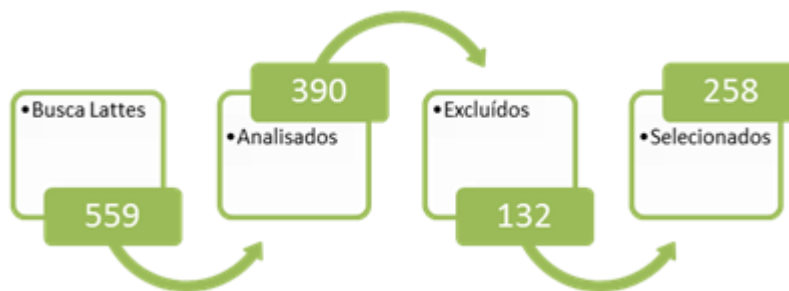 •Busca Lattes
559
390
•Analisados
•Excluídos
132
258
•Selecionados